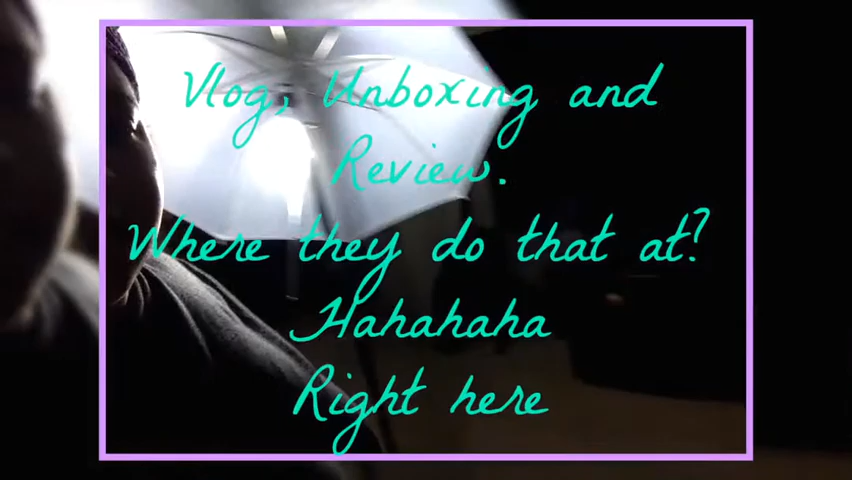 Vlog, Unboxing and
Review.
Where they do that at?
Hahahaha
Right here